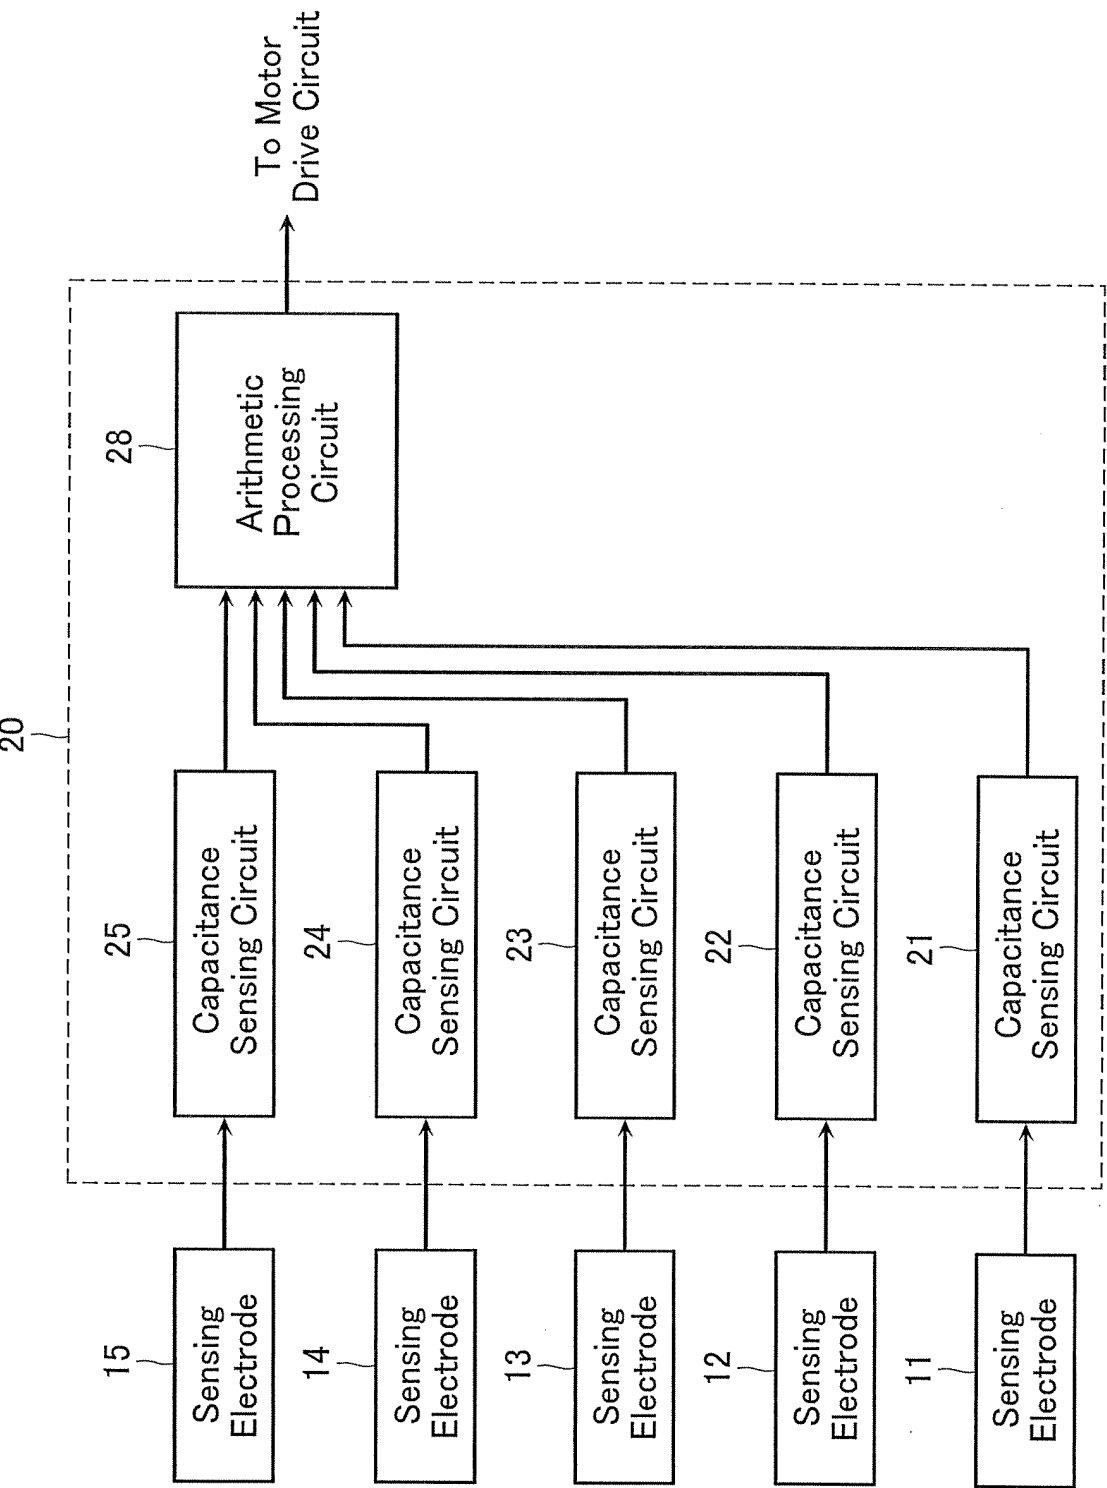 20
15
Sensing
Electrode
25
Capacitance
Sensing Circuit
28
Arithmetic
Processing
Circuit
To Motor
Drive Circuit
14
Sensing
Electrode
24
Capacitance
Sensing Circuit
13
Sensing
Electrode
23
Capacitance
Sensing Circuit
12
Sensing
Electrode
22
Capacitance
Sensing Circuit
11
Sensing
Electrode
21
Capacitance
Sensing Circuit